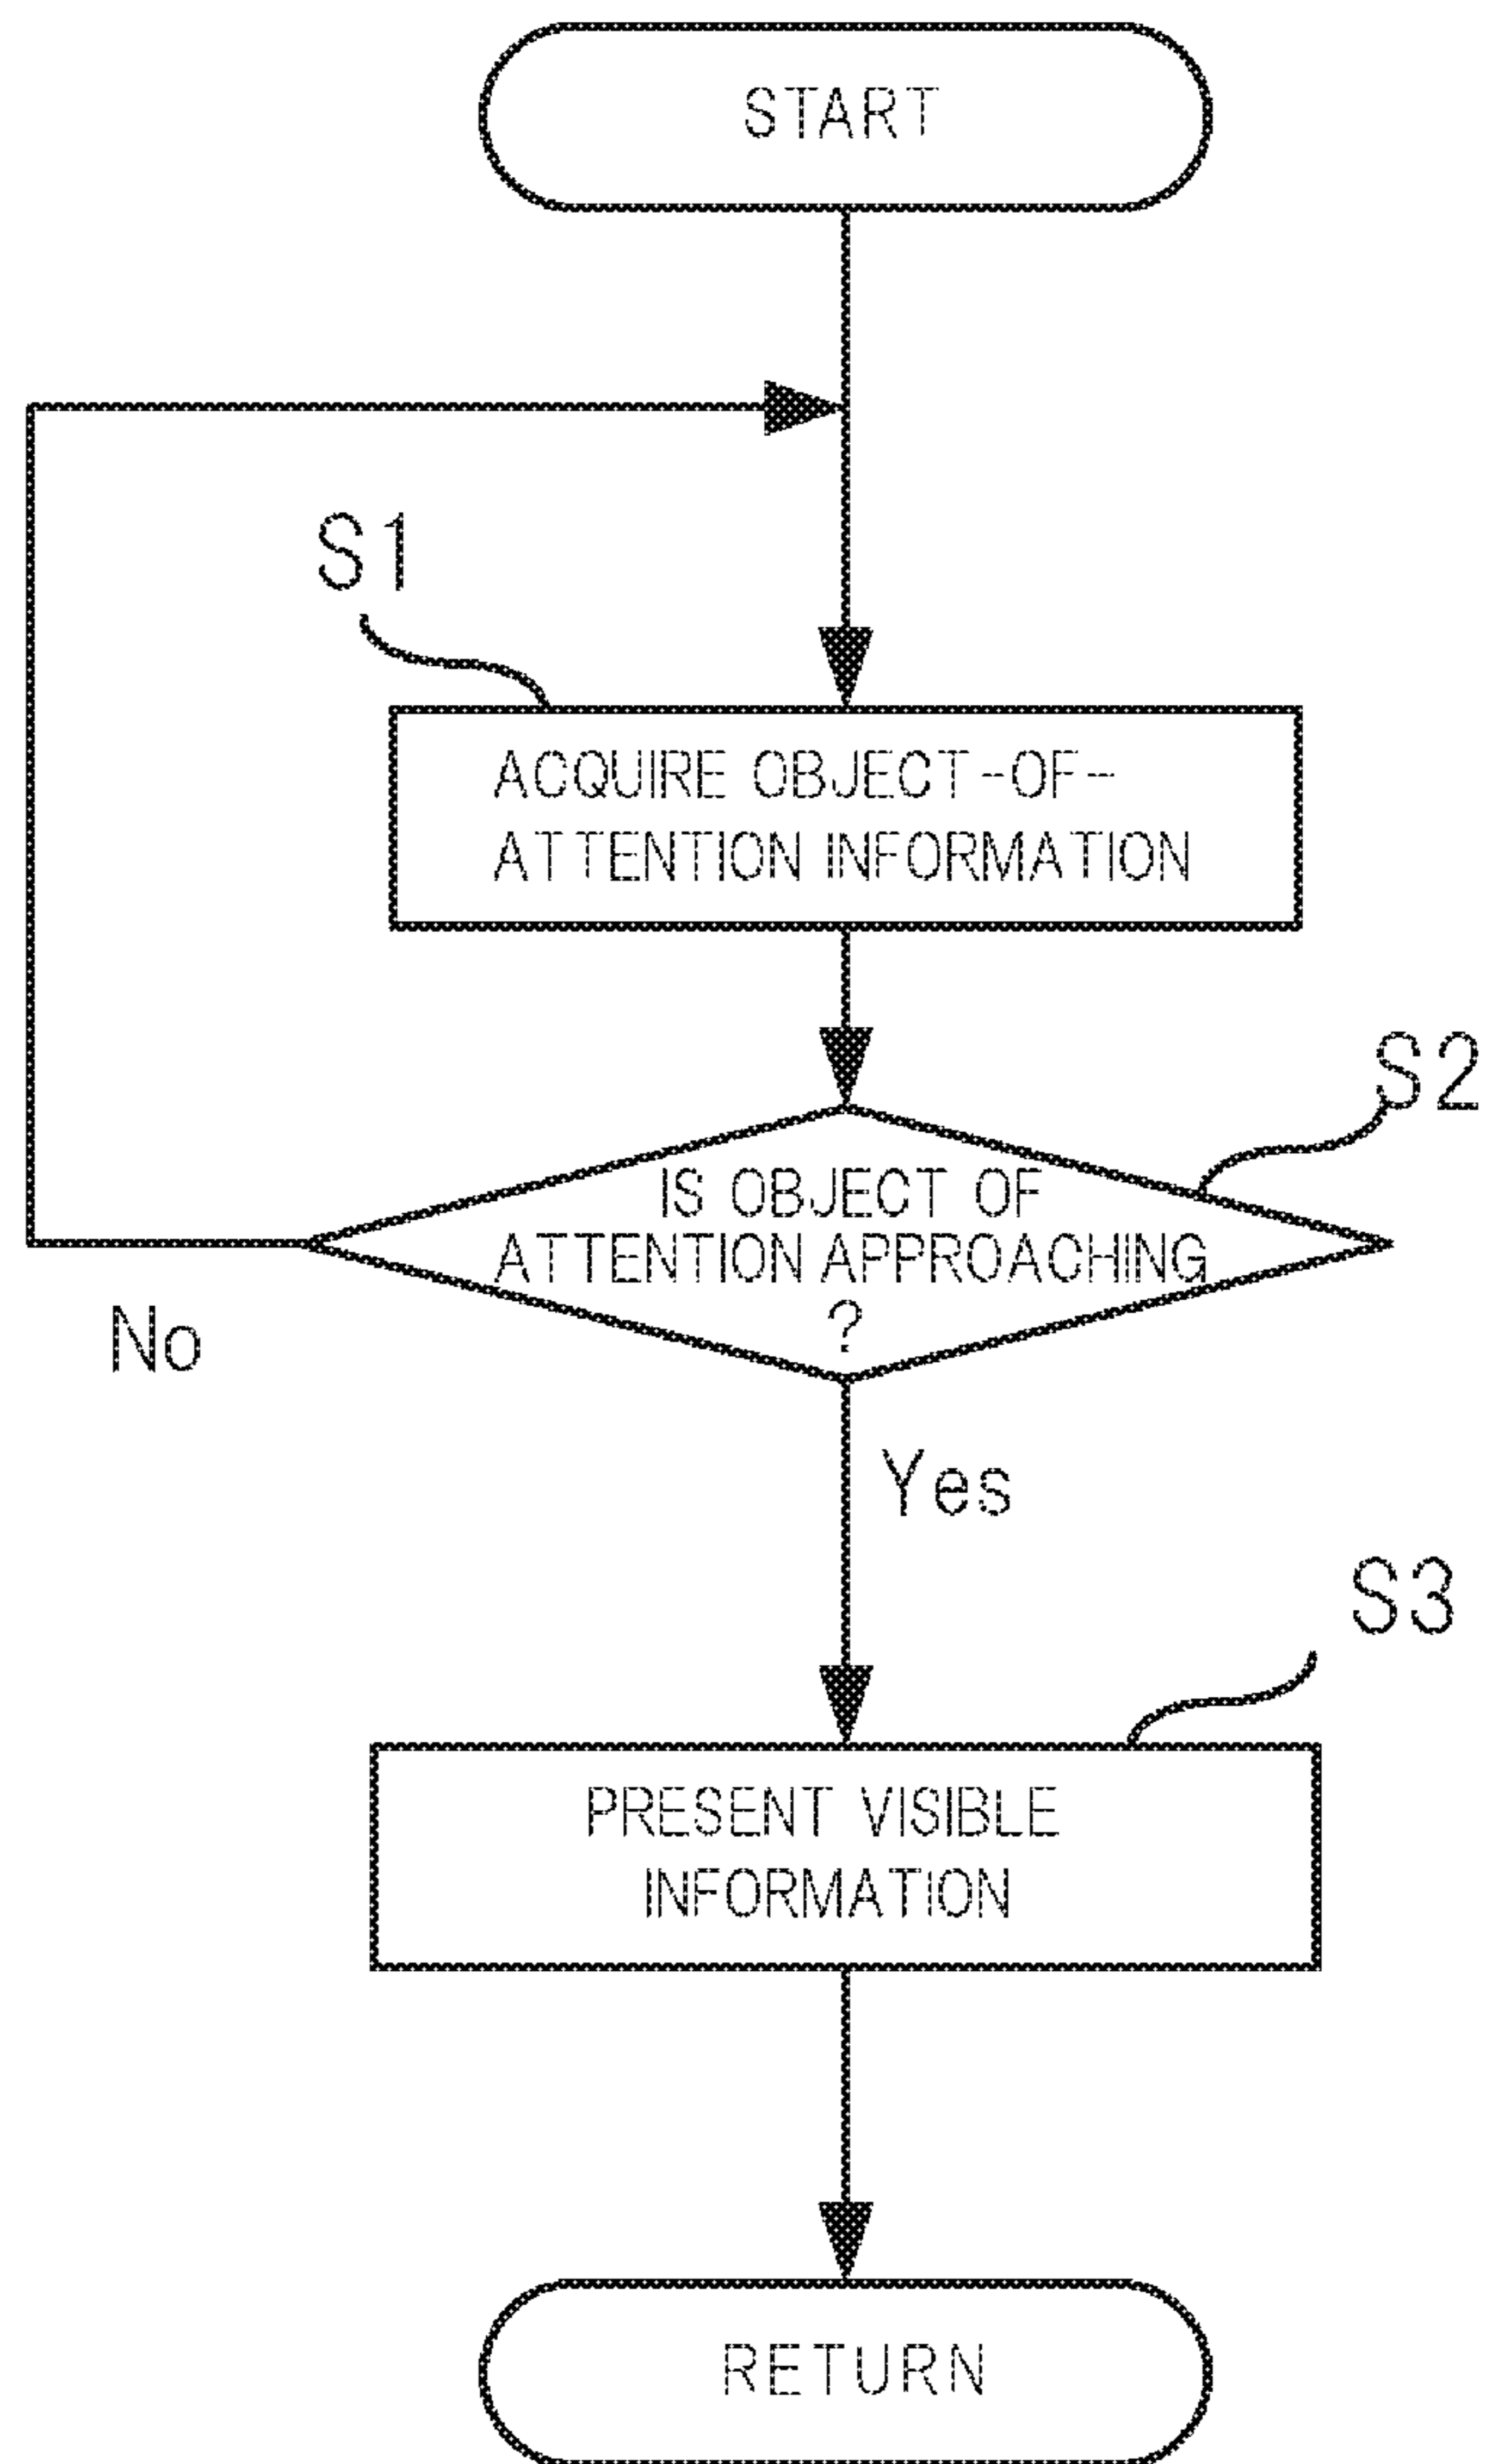 START
S1
ACQUIRE OBJECT-OF-
ATTENTION INFORMATION
S2
IS OBJECT OF
ATTENTION APPROACHING
?
No
Yes
S3
PRESENT VISIBLE
INFORMATION
RETURN